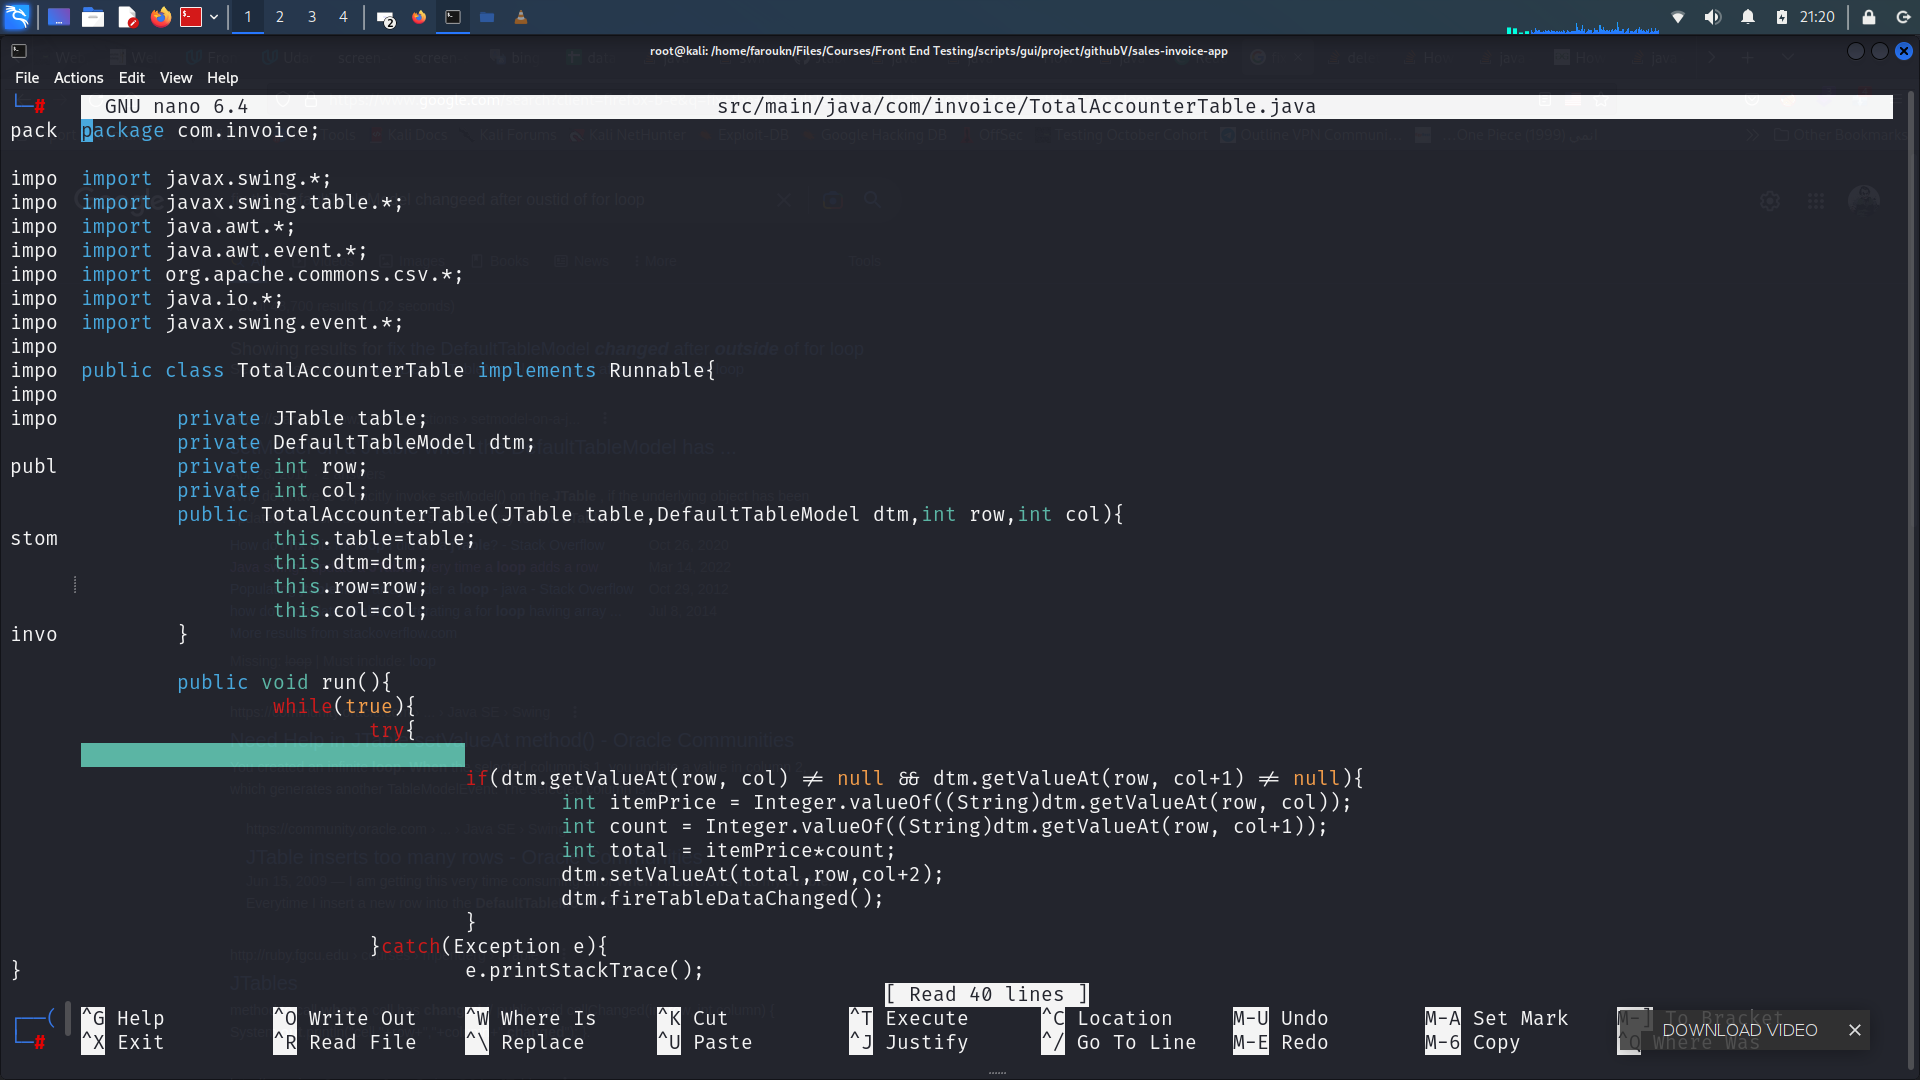 1 2 3 4 2 21:20
root@kali: /home/faroukn/Files/Courses/Front End Testing/scripts/gui/project/githubV/sales-invoice-app
File Actions Edit View Help
└─# GNU nano 6.4 src/main/java/com/invoice/TotalAccounterTable.java
pack package com.invoice;
impo import javax.swing.*;
impo import javax.swing.table.*;
impo import java.awt.*;
impo import java.awt.event.*;
impo import org.apache.commons.csv.*;
impo import java.io.*;
impo import javax.swing.event.*;
impo
impo public class TotalAccounterTable implements Runnable{
impo
impo private JTable table;
private DefaultTableModel dtm;
publ private int row;
private int col;
public TotalAccounterTable(JTable table,DefaultTableModel dtm,int row,int col){
stom this.table=table;
this.dtm=dtm;
this.row=row;
this.col=col;
invo }
public void run(){
while(true){
try{
if(dtm.getValueAt(row, col) != null && dtm.getValueAt(row, col+1) != null){
int itemPrice = Integer.valueOf((String)dtm.getValueAt(row, col));
int count = Integer.valueOf((String)dtm.getValueAt(row, col+1));
int total = itemPrice*count;
dtm.setValueAt(total,row,col+2);
dtm.fireTableDataChanged();
}
}catch(Exception e){
} e.printStackTrace();
[ Read 40 lines ]
┌──( ^G Help ^O Write Out ^W Where Is ^K Cut ^T Execute ^C Location M-U Undo M-A Set Mark M-] To Bracket
└─# ^X Exit ^R Read File ^\ Replace ^U Paste ^J Justify ^/ Go To Line M-E Redo M-6 Copy ^Q Where Was
DOWNLOAD VIDEO